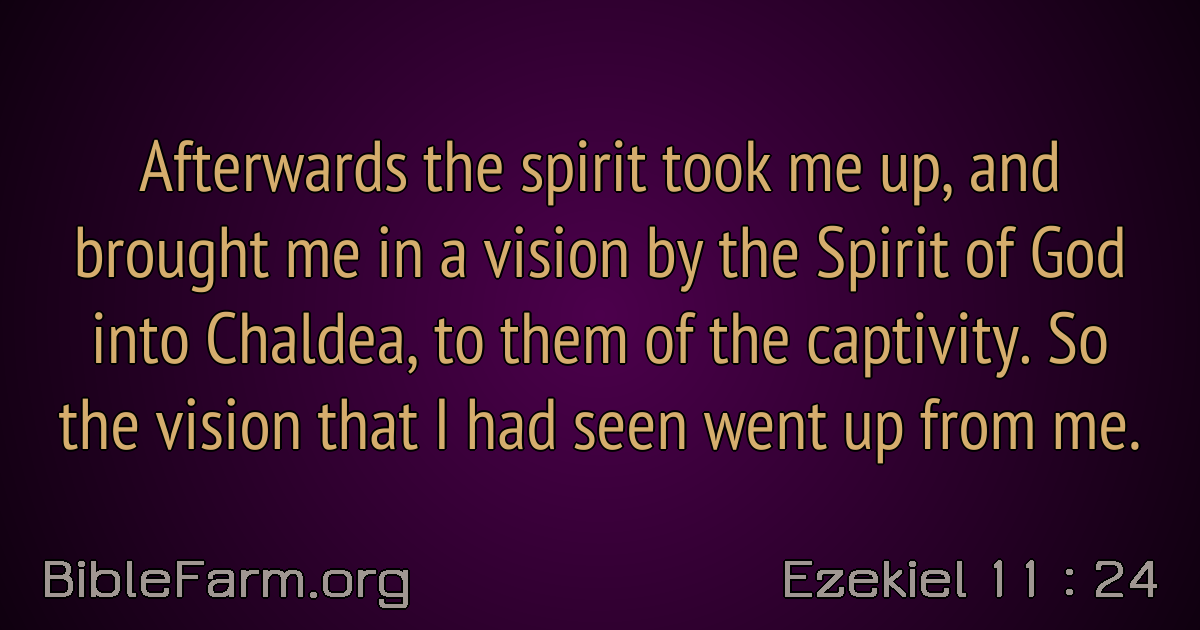 Afterwards the spirit took me up, and
brought me in a vision by the Spirit of God
into Chaldea, to them of the captivity. So
the vision that I had seen went up from me.
BibleFarm.org
Ezekiel 11 : 24